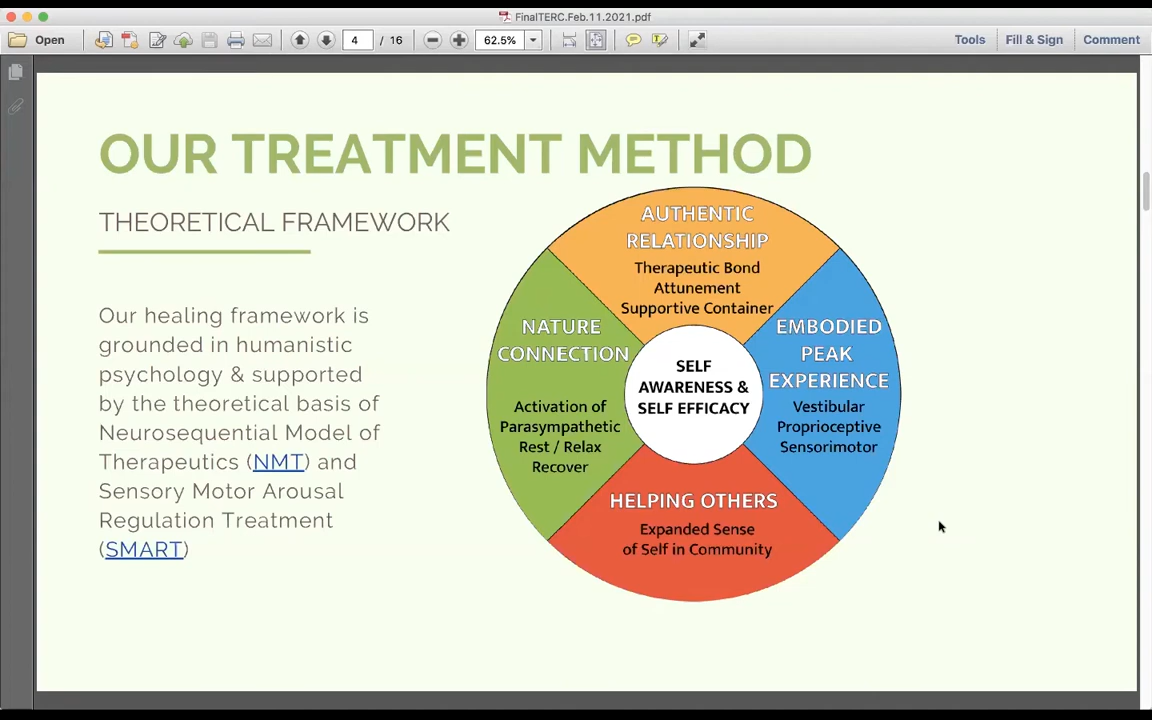 FinalTERC.Feb.11.2021.pdf
Open
4 / 16
62.5%
Tools
Fill & Sign
Comment
OUR TREATMENT METHOD
THEORETICAL FRAMEWORK
Our healing framework is
grounded in humanistic
psychology & supported
by the theoretical basis of
Neurosequential Model of
Therapeutics (NMT) and
Sensory Motor Arousal
Regulation Treatment
(SMART)
AUTHENTIC
RELATIONSHIP
Therapeutic Bond
Attunement
Supportive Container
NATURE
CONNECTION
Activation of
Parasympathetic
Rest / Relax
Recover
SELF
AWARENESS &
SELF EFFICACY
EMBODIED
PEAK
EXPERIENCE
Vestibular
Proprioceptive
Sensorimotor
HELPING OTHERS
Expanded Sense
of Self in Community